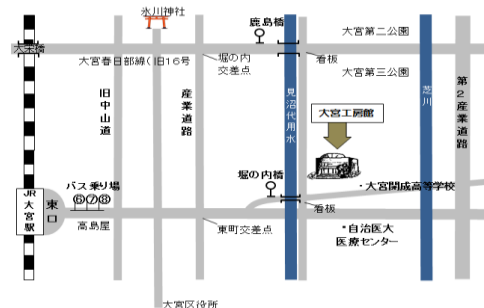 氷川神社
鹿島橋
大宮第二公園
大栄橋
大宮春日部線(旧16号
堀の内
交差点
看板
大宮第三公園
旧中山道
産業道路
見沼代用水
芝川
第2産業道路
大宮工房館
堀の内橋
バス乗り場
⑥⑦⑧
高島屋
JR大宮駅
東口
・大宮開成高等学校
看板
東町交差点
*自治医大
医療センター
大宮区役所